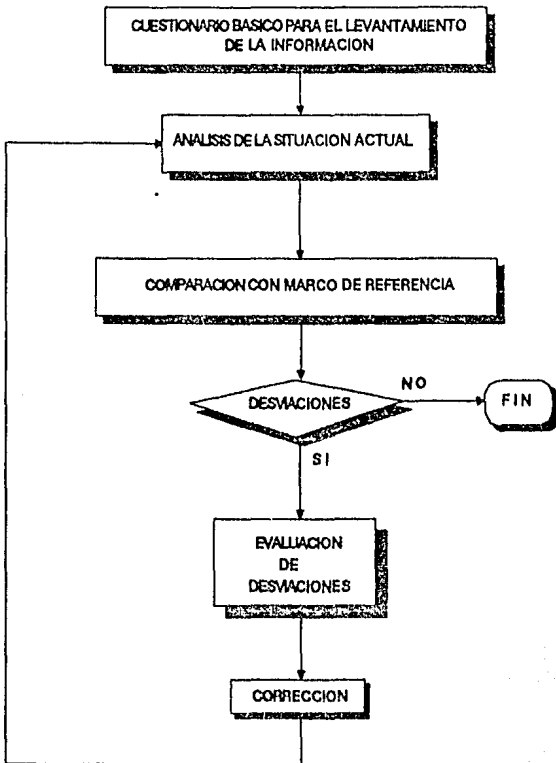 CUESTIONARIO BASICO PARA EL LEVANTAMIENTO
DE LA INFORMACION
ANALISIS DE LA SITUACION ACTUAL
COMPARACION CON MARCO DE REFERENCIA
DESVIACIONES
NO
FIN
SI
EVALUACION
DE
DESVIACIONES
CORRECCION